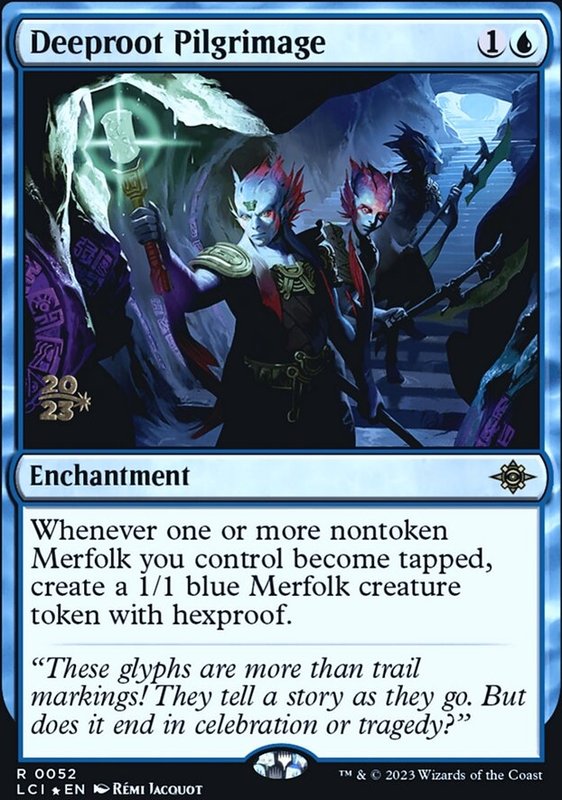 Deeproot Pilgrimage 1
20
23
Enchantment
Whenever one or more nontoken
Merfolk you control become tapped,
create a 1/1 blue Merfolk creature
token with hexproof.
“These glyphs are more than trail
markings! They tell a story as they go. But
does it end in celebration or tragedy?”
R 0052
LCI ★ EN Rémi Jacquot
™ & © 2023 Wizards of the Coast